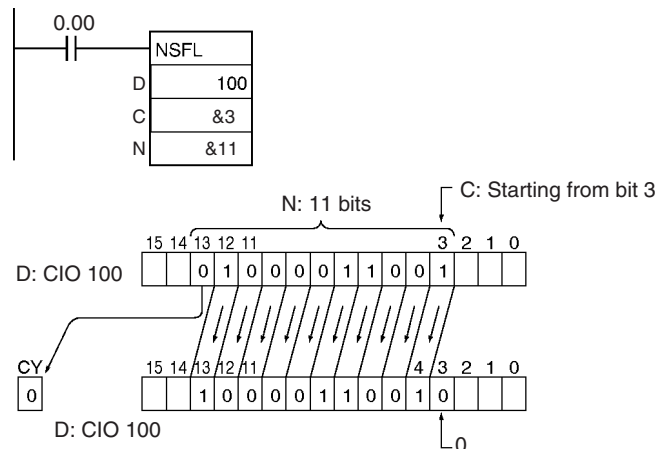 0.00
NSFL
D 100
C &3
N &11
C: Starting from bit 3
N: 11 bits
15 14 13 12 11 3 2 1 0
D: CIO 100 0 1 0 0 0 0 1 1 0 0 1
CY 15 14 13 12 11 4 3 2 1 0
0 1 0 0 0 0 1 1 0 0 1 0
D: CIO 100
0